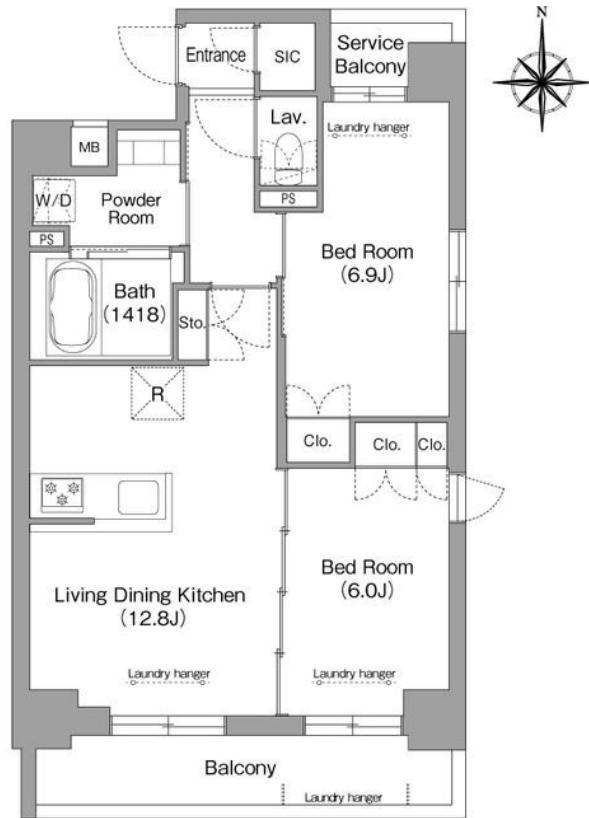 N
Entrance
SIC
Service
Balcony
Lav.
Laundry hanger
MB
W/D
Powder
Room
PS
PS
Bed Room
(6.9J)
Bath
(1418)
Sto.
R
Clo.
Clo.
Clo.
Living Dining Kitchen
(12.8J)
Bed Room
(6.0J)
Laundry hanger
Laundry hanger
Balcony
Laundry hanger